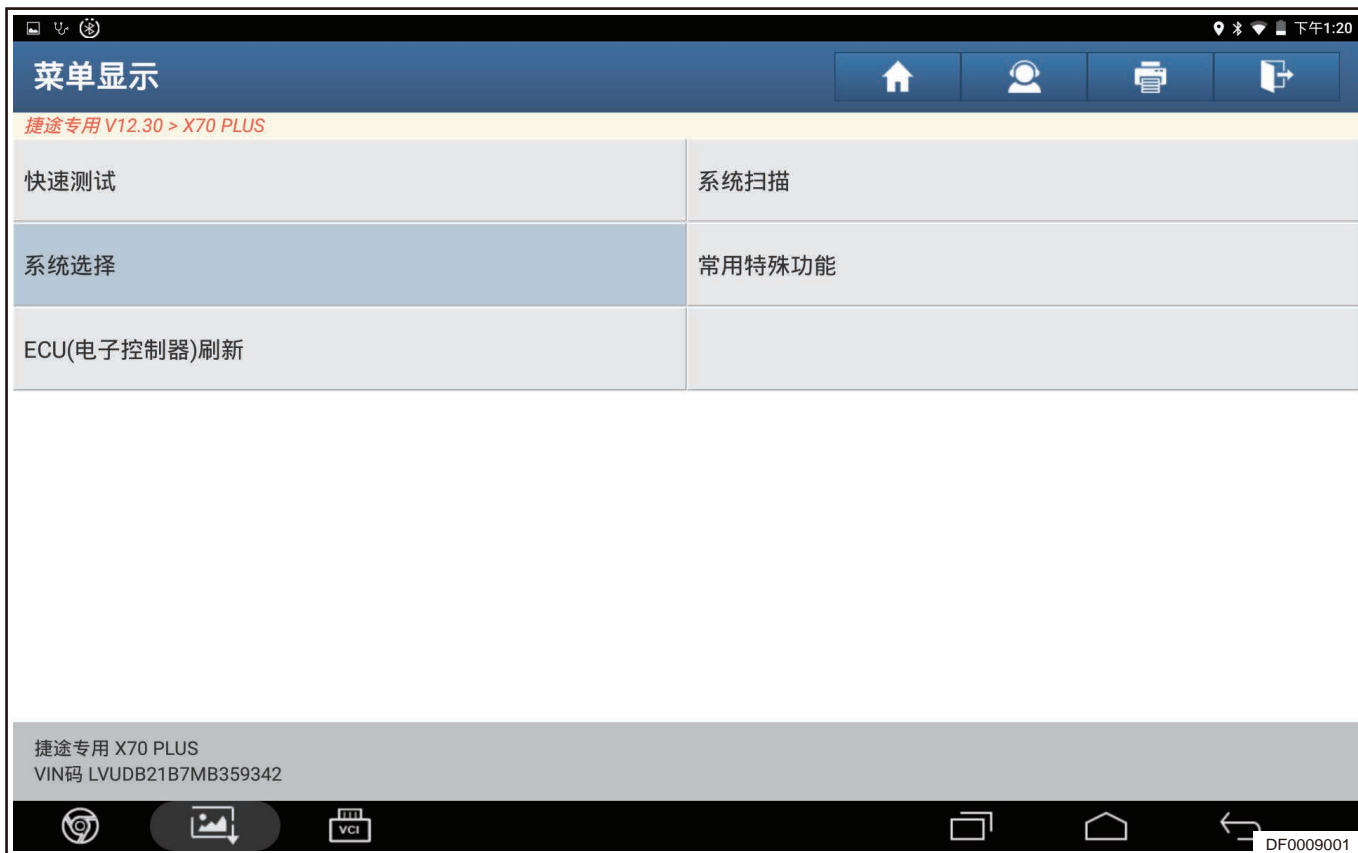 下午1:20
菜单显示
捷途专用 V12.30 > X70 PLUS
快速测试
系统扫描
系统选择
常用特殊功能
ECU(电子控制器)刷新
捷途专用 X70 PLUS
VIN码 LVUDB21B7MB359342
VCI
DF0009001